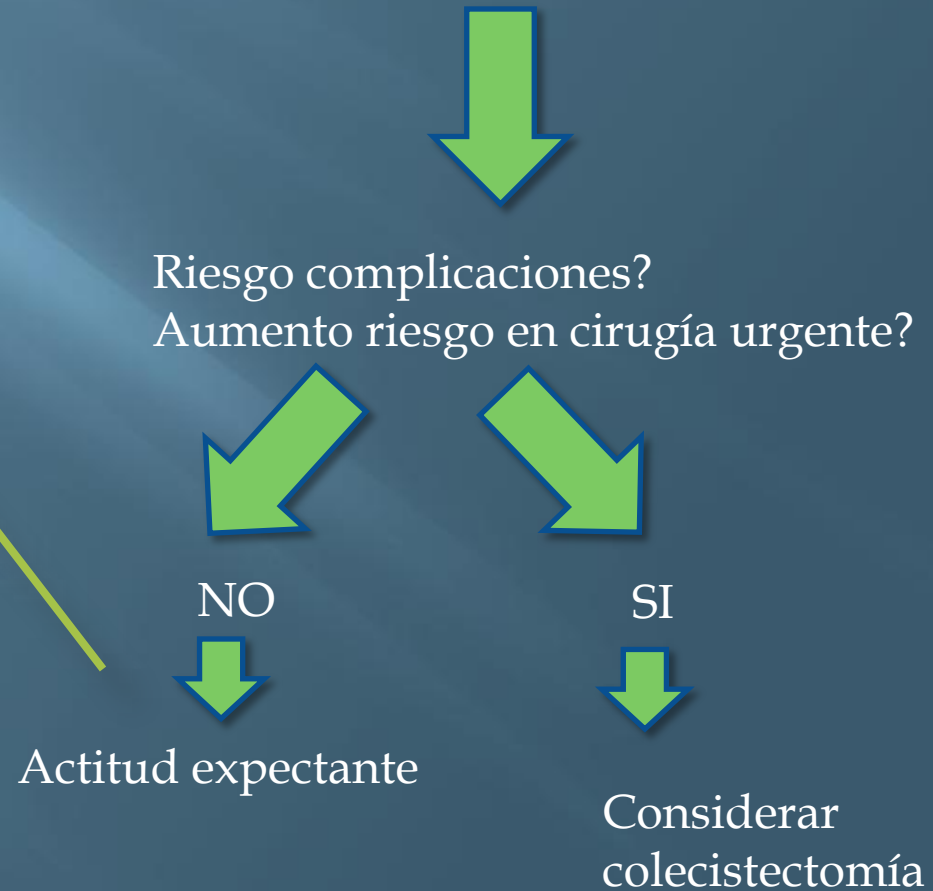 Riesgo complicaciones?
Aumento riesgo en cirugía urgente?
NO
SI
Actitud expectante
Considerar
colecistectomía